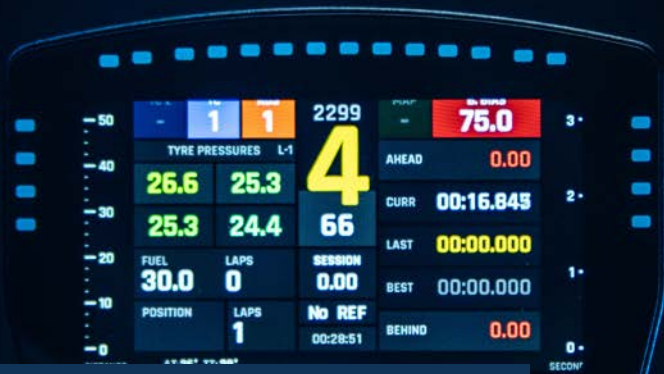 TC ABS 2299 B. BIAS
- 1 1 - 75.0
TYRE PRESSURES L-1
4
26.6 25.3
25.3 24.4
66
AHEAD 0.00
CURR 00:16.845
LAST 00:00.000
BEST 00:00.000
BEHIND 0.00
FUEL LAPS
30.0 0
SESSION
0.00
POSITION LAPS
1
No REF
00:28:51
50
40
30
20
10
0
3
2
1
0